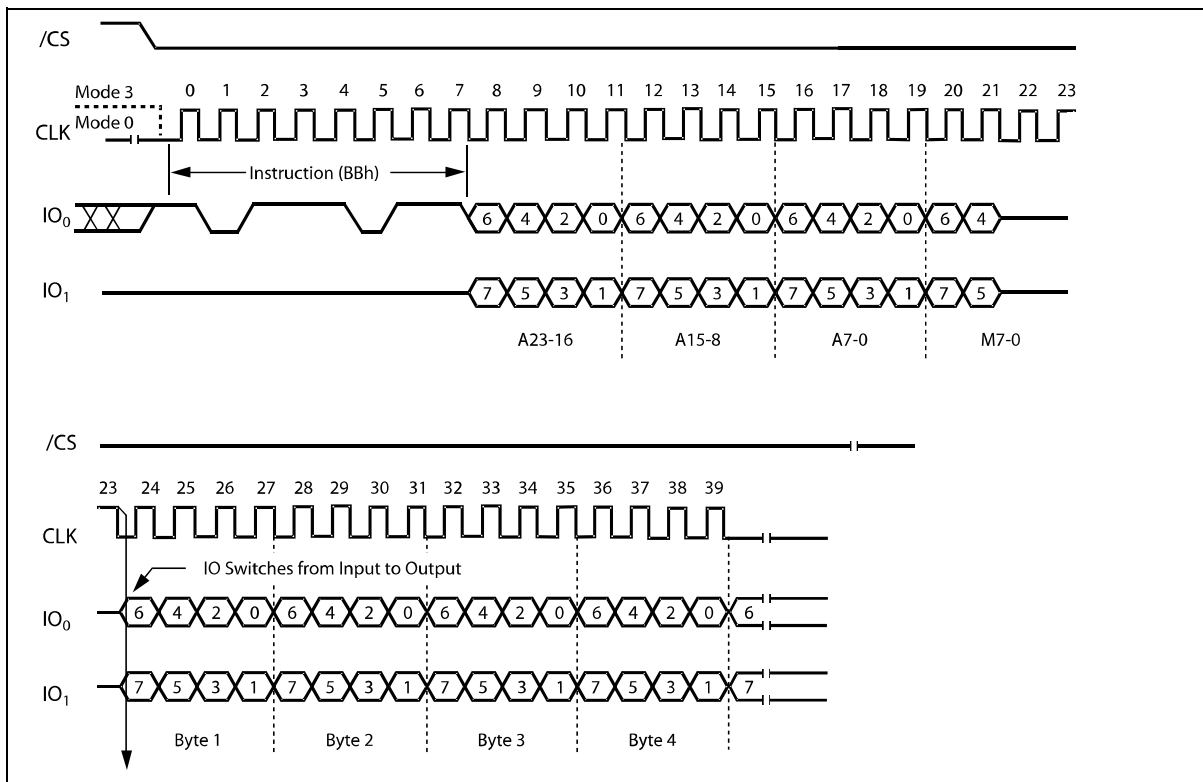 /CS
Mode 3
0 1 2 3 4 5 6 7 8 9 10 11 12 13 14 15 16 17 18 19 20 21 22 23
Mode 0
CLK
Instruction (BBh)
IO0 6 4 2 0 6 4 2 0 6 4 2 0 6 4
IO1 7 5 3 1 7 5 3 1 7 5 3 1 7 5
A23-16 A15-8 A7-0 M7-0
/CS
23 24 25 26 27 28 29 30 31 32 33 34 35 36 37 38 39
CLK
IO Switches from Input to Output
IO0 6 4 2 0 6 4 2 0 6 4 2 0 6 4 2 0 6
IO1 7 5 3 1 7 5 3 1 7 5 3 1 7 5 3 1 7
Byte 1 Byte 2 Byte 3 Byte 4